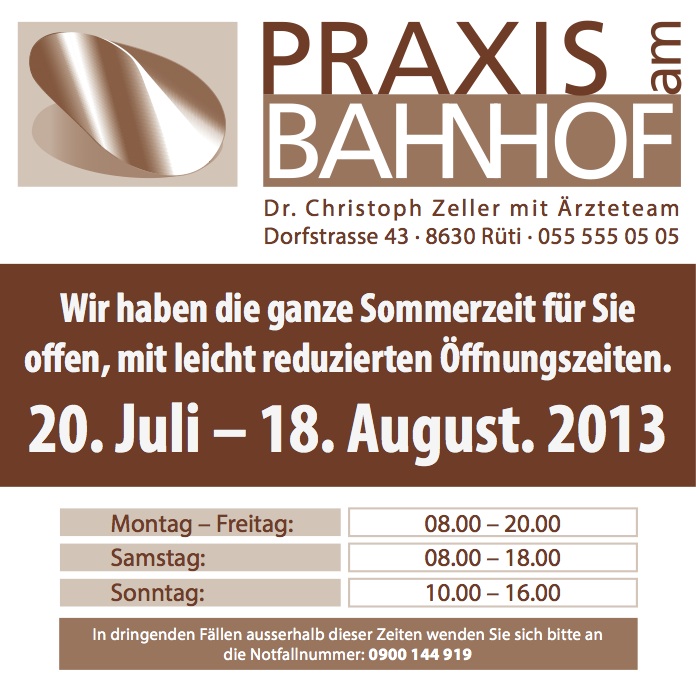 PRAXIS am
BAHNHOF
Dr. Christoph Zeller mit Ärzteteam
Dorfstrasse 43 · 8630 Rüti · 055 555 05 05
Wir haben die ganze Sommerzeit für Sie
offen, mit leicht reduzierten Öffnungszeiten.
20. Juli – 18. August. 2013
Montag – Freitag: 08.00 – 20.00
Samstag: 08.00 – 18.00
Sonntag: 10.00 – 16.00
In dringenden Fällen ausserhalb dieser Zeiten wenden Sie sich bitte an
die Notfallnummer: 0900 144 919